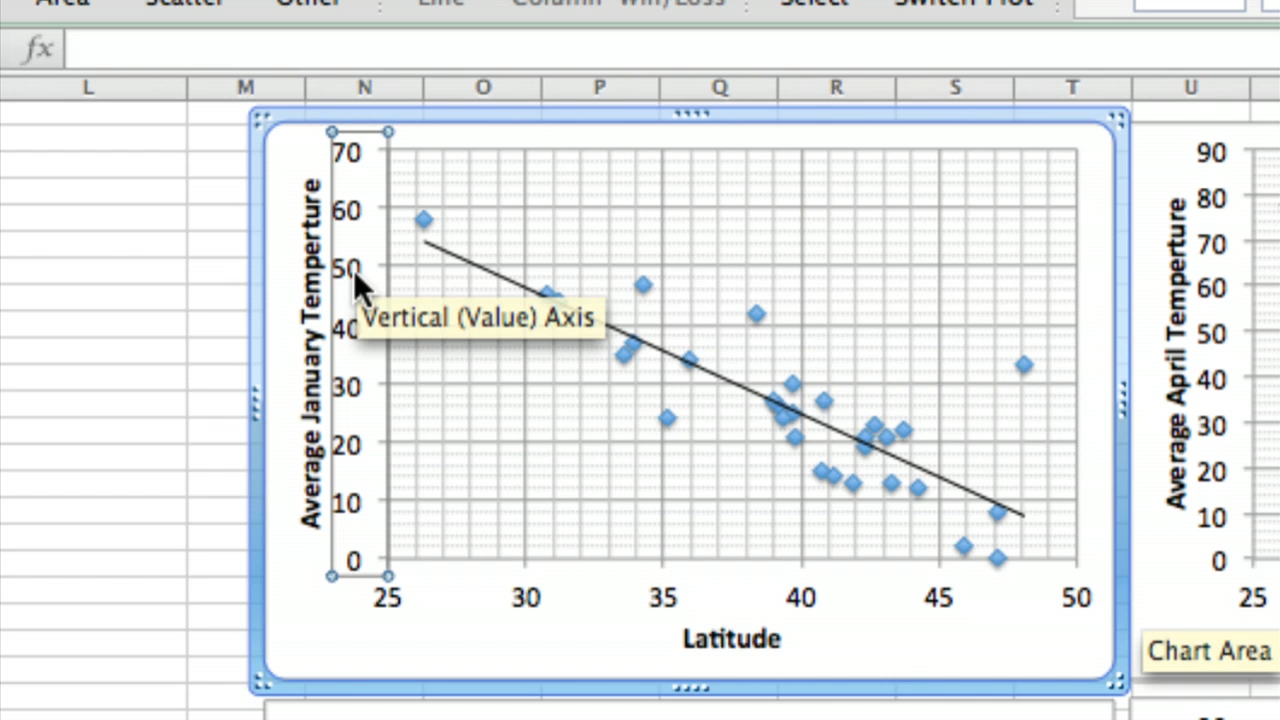 Area Scatter Other Line Column Win/Loss Select Switch Plot
fx
L M N O P Q R S T U
70
60
50
40
30
20
10
0
Average January Temperture
Vertical (Value) Axis
25 30 35 40 45 50
Latitude
90
80
70
60
50
40
30
20
10
0
Average April Temperture
25
Chart Area